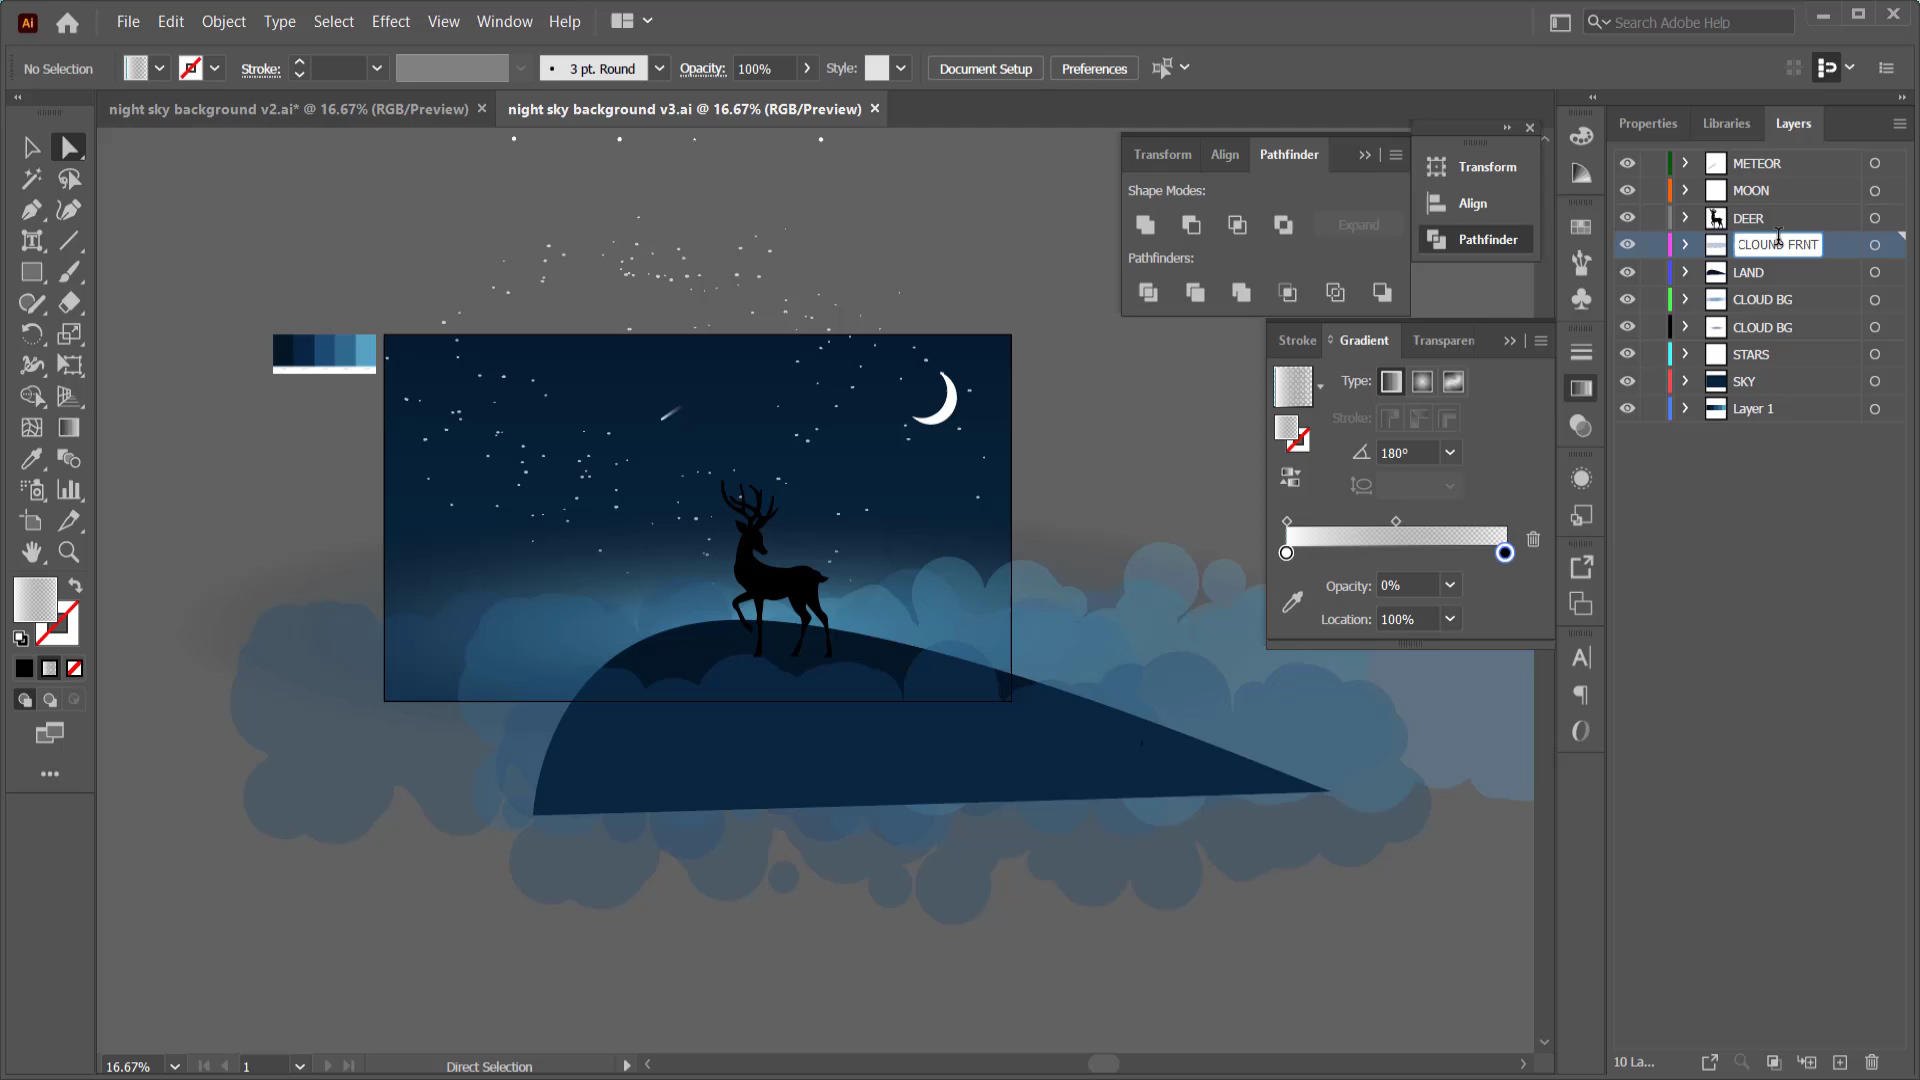 Ai
File Edit Object Type Select Effect View Window Help
Search Adobe Help
No Selection
Stroke:
3 pt. Round
Opacity:
100%
Style:
Document Setup
Preferences
night sky background v2.ai* @ 16.67% (RGB/Preview)
night sky background v3.ai @ 16.67% (RGB/Preview)
Transform
Align
Pathfinder
Shape Modes:
Expand
Pathfinders:
Transform
Align
Pathfinder
Stroke
Gradient
Transparen
Type:
Stroke:
180°
Opacity:
0%
Location:
100%
Properties
Libraries
Layers
METEOR
MOON
DEER
CLOUND FRNT
LAND
CLOUD BG
CLOUD BG
STARS
SKY
Layer 1
16.67%
1
Direct Selection
10 La...